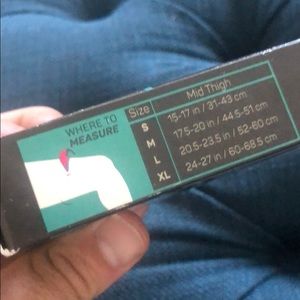 WHERE TO
MEASURE
Size Mid Thigh
S 15-17 in / 31-43 cm
M 17.5-20 in / 44.5-51 cm
L 20.5-23.5 in / 52-60 cm
XL 24-27 in / 60-68.5 cm